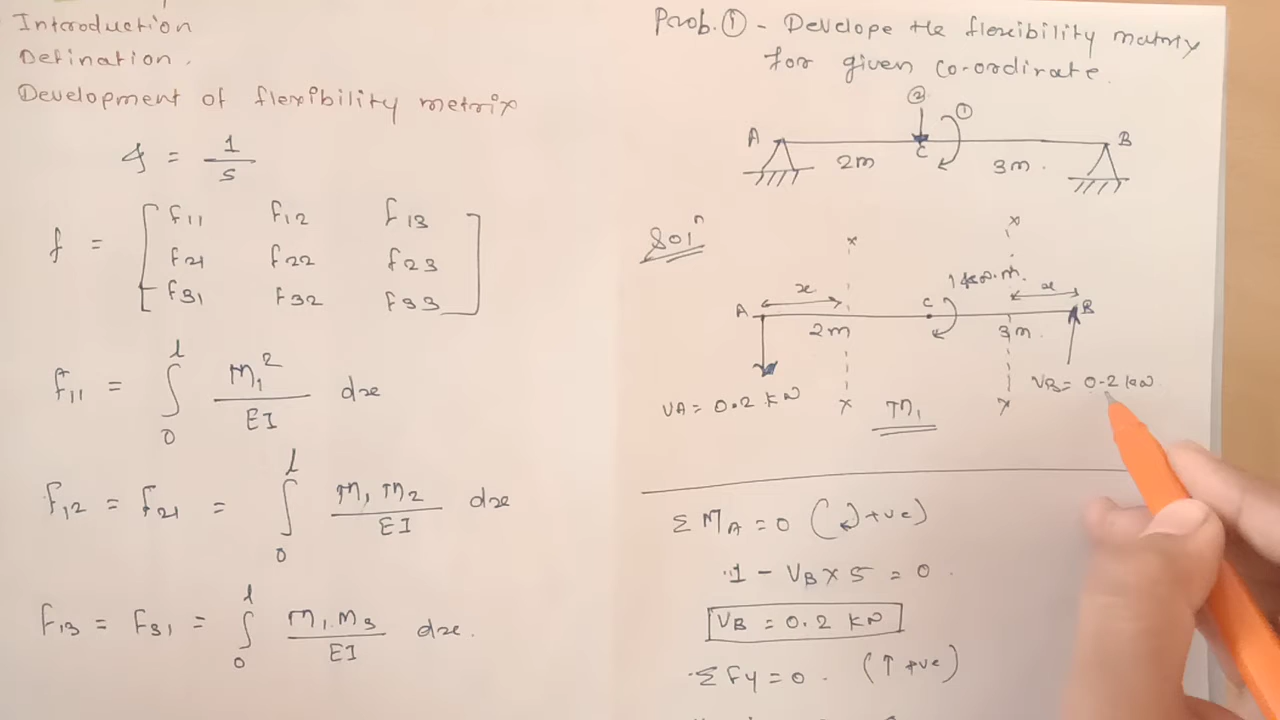 Introduction
Defination.
Development of flexibility metrix
f = 1/s
f = [ f11 f12 f13
f21 f22 f23
f31 f32 f33 ]
f11 = ∫₀ˡ m1²/EI dx
f12 = f21 = ∫₀ˡ m1 m2/EI dx
f13 = f31 = ∫₀ˡ m1.m3/EI dx.
Prob.① - Develope the flexibility matrix
for given co-ordinate.
② ①
A C B
2m 3m.
Solⁿ
x x
1 kN.m.
A x C x B
2m 3m.
VA = 0.2 kN VB = 0.2 kN
x m1 x
ΣMA = 0 (↻ +ve)
1 - VB × 5 = 0.
VB = 0.2 kN
ΣFy = 0. (↑ +ve)